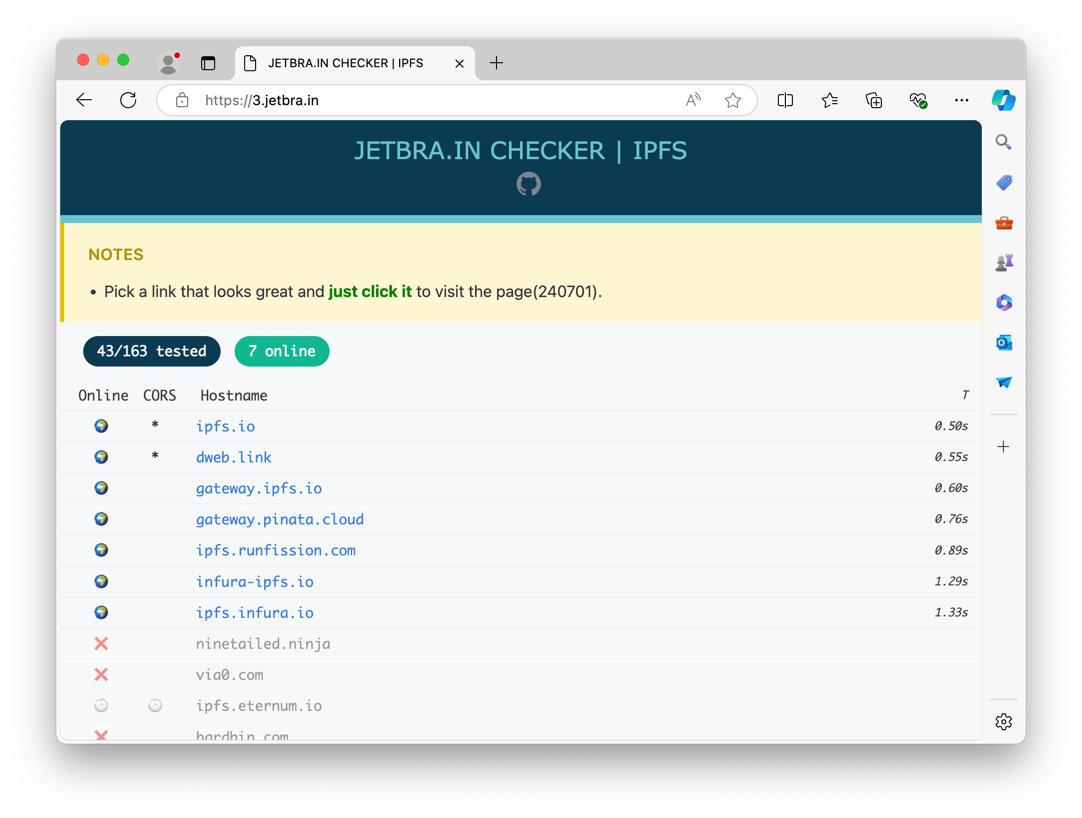 JETBRA.IN CHECKER | IPFS
https://3.jetbra.in
JETBRA.IN CHECKER | IPFS
NOTES
• Pick a link that looks great and just click it to visit the page(240701).
43/163 tested 7 online
Online CORS Hostname T
* ipfs.io 0.50s
* dweb.link 0.55s
gateway.ipfs.io 0.60s
gateway.pinata.cloud 0.76s
ipfs.runfission.com 0.89s
infura-ipfs.io 1.29s
ipfs.infura.io 1.33s
ninetailed.ninja
via0.com
ipfs.eternum.io
hardbin.com